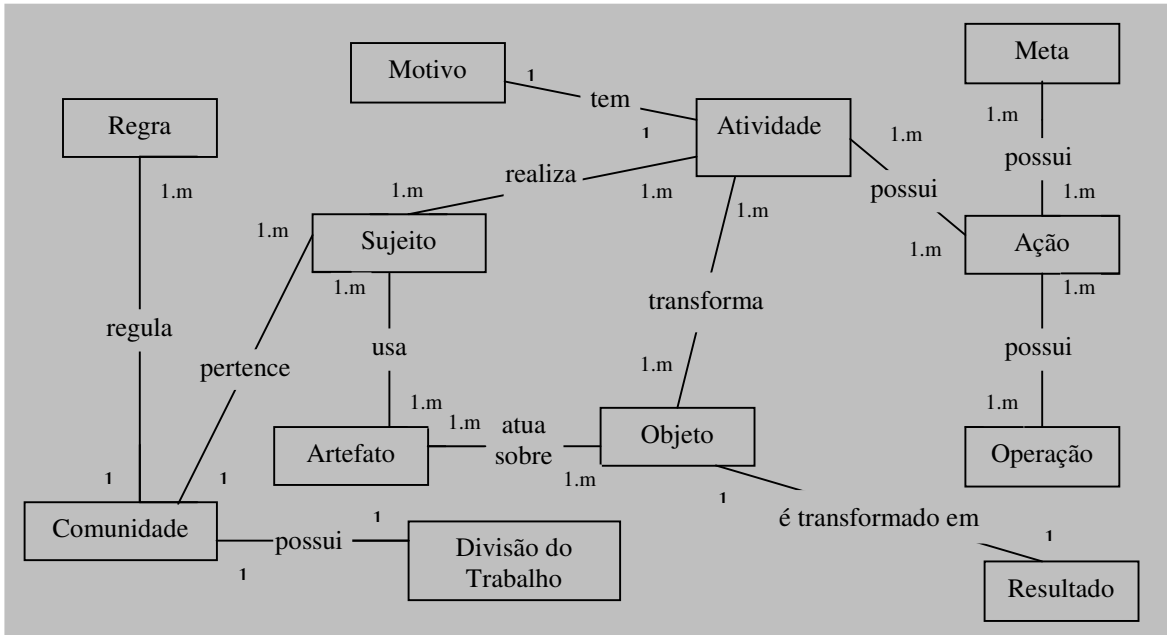 Meta
Motivo
1
tem
Regra
1.m
Atividade
1
1.m
possui
realiza
1.m
possui
1.m
1.m
1.m
1.m
1.m
Sujeito
1.m
Ação
1.m
1.m
1.m
transforma
regula
usa
possui
pertence
1.m
1.m
1.m
1.m
atua
sobre
Objeto
Artefato
Operação
1.m
1
1
1
Comunidade
1
é transformado em
possui
1
Divisão do
Trabalho
1
Resultado